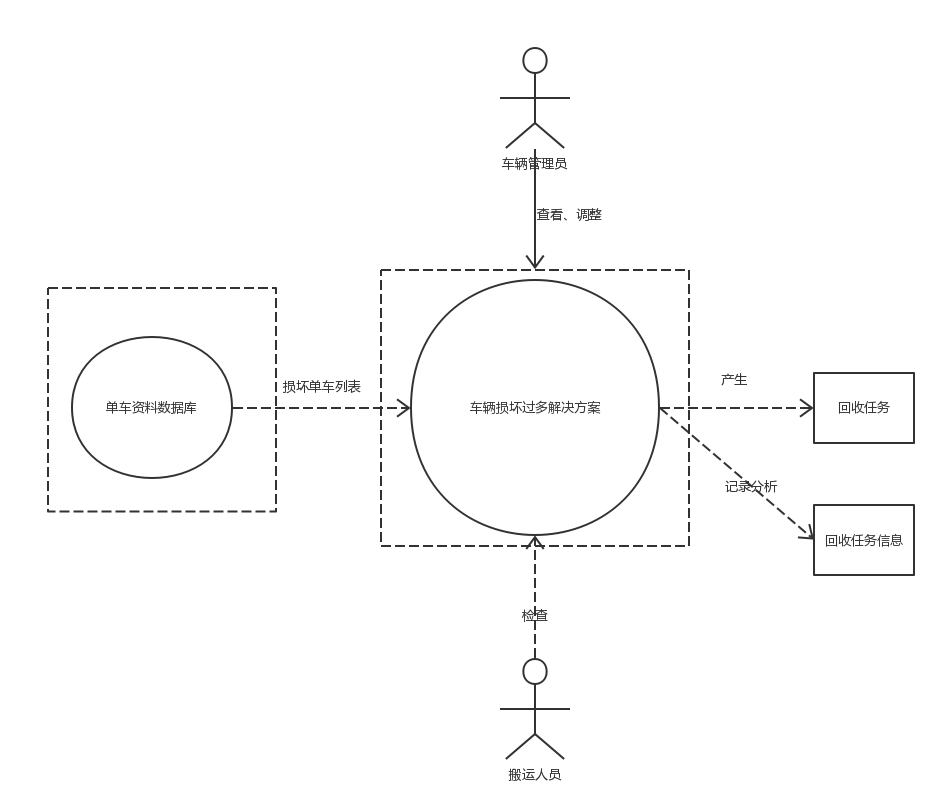 车辆管理员
查看、调整
损坏单车列表
产生
单车资料数据库
车辆损坏过多解决方案
回收任务
记录分析
回收任务信息
检查
搬运人员